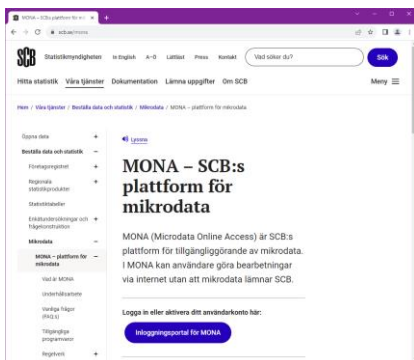 MONA – SCB:s plattform för m
scb.se/mona
SCB Statistikmyndigheten In English A–Ö Lättläst Press Kontakt Vad söker du? Sök
Hitta statistik Våra tjänster Dokumentation Lämna uppgifter Om SCB Meny
Hem / Våra tjänster / Beställa data och statistik / Mikrodata / MONA – plattform för mikrodata
Öppna data
Beställa data och statistik
Företagsregistret
Regionala
statistikprodukter
Statistiktabeller
Enkätundersökningar och
frågekonstruktion
Mikrodata
MONA – plattform för
mikrodata
Vad är MONA
Underhållsarbete
Vanliga frågor
(FAQ:s)
Tillgängliga
programvaror
Regelverk
Lyssna
MONA – SCB:s
plattform för
mikrodata
MONA (Microdata Online Access) är SCB:s
plattform för tillgängliggörande av mikrodata.
I MONA kan användare göra bearbetningar
via internet utan att mikrodata lämnar SCB.
Logga in eller aktivera ditt användarkonto här:
Inloggningsportal för MONA